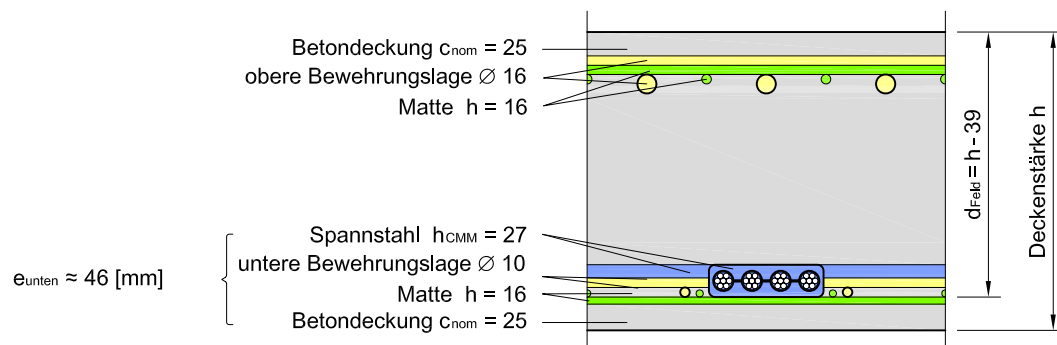 Betondeckung cnom = 25
obere Bewehrungslage Ø 16
Matte h = 16
Spannstahl hCMM = 27
untere Bewehrungslage Ø 10
Matte h = 16
Betondeckung cnom = 25
eunten ≈ 46 [mm]
dFeld = h - 39
Deckenstärke h